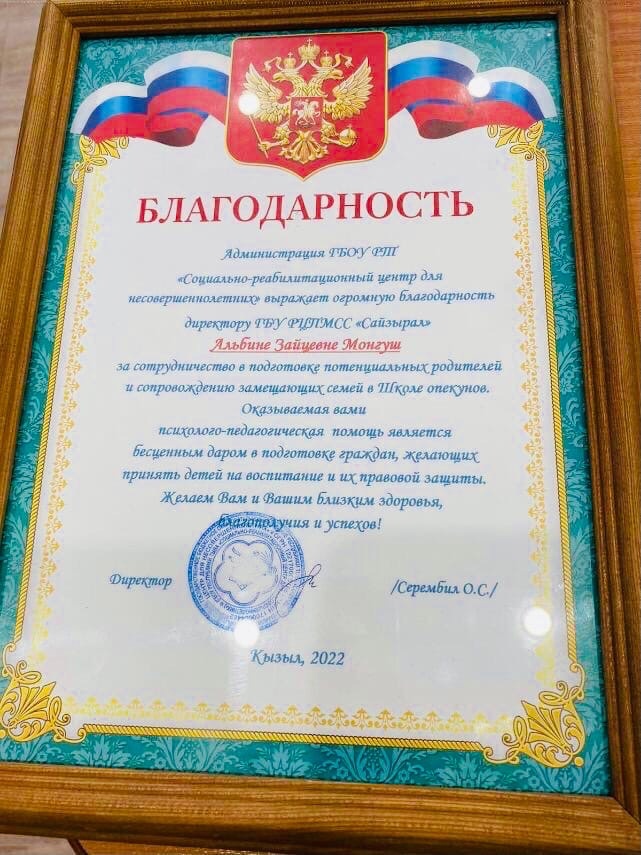 БЛАГОДАРНОСТЬ
Администрация ГБОУ РТ
«Социально-реабилитационный центр для
несовершеннолетних» выражает огромную благодарность
директору ГБУ РЦПМСС «Сайзырал»
Альбине Зайцевне Монгуш
за сотрудничество в подготовке потенциальных родителей
и сопровождению замещающих семей в Школе опекунов.
Оказываемая вами
психолого-педагогическая помощь является
бесценным даром в подготовке граждан, желающих
принять детей на воспитание и их правовой защиты.
Желаем Вам и Вашим близким здоровья,
благополучия и успехов!
Директор /Серембил О.С./
Кызыл, 2022